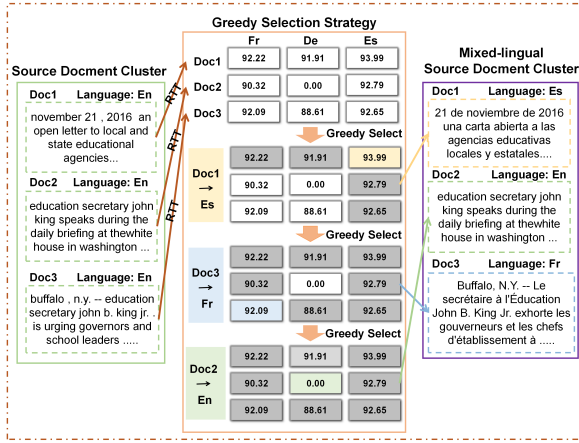 Greedy Selection Strategy
Fr De Es
Doc1 92.22 91.91 93.99
Doc2 90.32 0.00 92.79
Doc3 92.09 88.61 92.65
Greedy Select
Doc1
Es
92.22 91.91 93.99
90.32 0.00 92.79
92.09 88.61 92.65
Greedy Select
Doc3
Fr
92.22 91.91 93.99
90.32 0.00 92.79
92.09 88.61 92.65
Greedy Select
Doc2
En
92.22 91.91 93.99
90.32 0.00 92.79
92.09 88.61 92.65
Source Docment Cluster
Doc1 Language: En
november 21 , 2016 an
open letter to local and
state educational
agencies...
Doc2 Language: En
education secretary john
king speaks during the
daily briefing at thewhite
house in washington ...
Doc3 Language: En
buffalo , n.y. -- education
secretary john b. king jr. .
is urging governors and
school leaders .....
RTT
RTT
RTT
Mixed-lingual
Source Docment Cluster
Doc1 Language: Es
21 de noviembre de 2016
una carta abierta a las
agencias educativas
locales y estatales....
Doc2 Language: En
education secretary john
king speaks during the
daily briefing at thewhite
house in washington ...
Doc3 Language: Fr
Buffalo, N.Y. -- Le
secrétaire à l'Éducation
John B. King Jr. exhorte les
gouverneurs et les chefs
d'établissement à .....